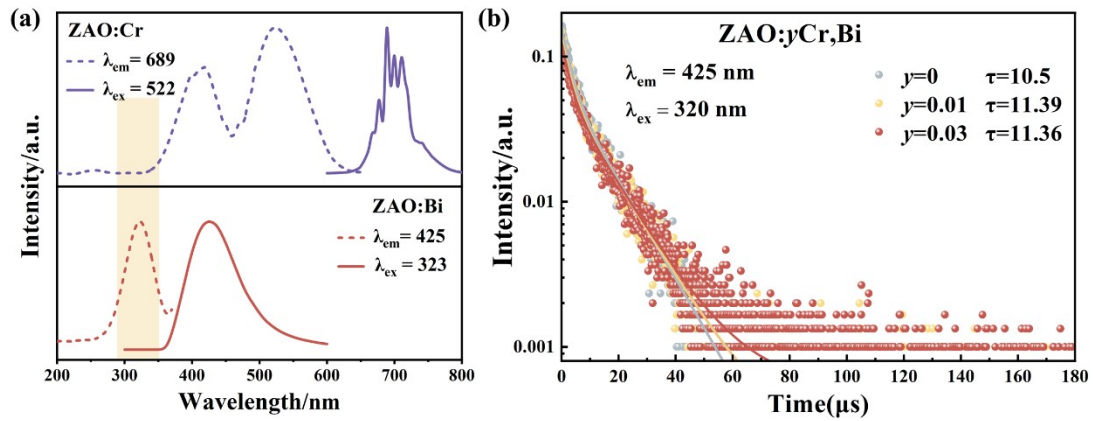 (a)
ZAO:Cr
λem= 689
λex = 522
ZAO:Bi
λem= 425
λex = 323
Intensity/a.u.
200 300 400 500 600 700 800
Wavelength/nm
(b)
ZAO:yCr,Bi
λem = 425 nm
λex = 320 nm
y=0 τ=10.5
y=0.01 τ=11.39
y=0.03 τ=11.36
0.1
0.01
0.001
Intensity/a.u.
0 20 40 60 80 100 120 140 160 180
Time(μs)